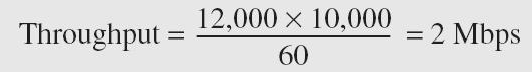 Throughput = 12,000 × 10,000 / 60 = 2 Mbps